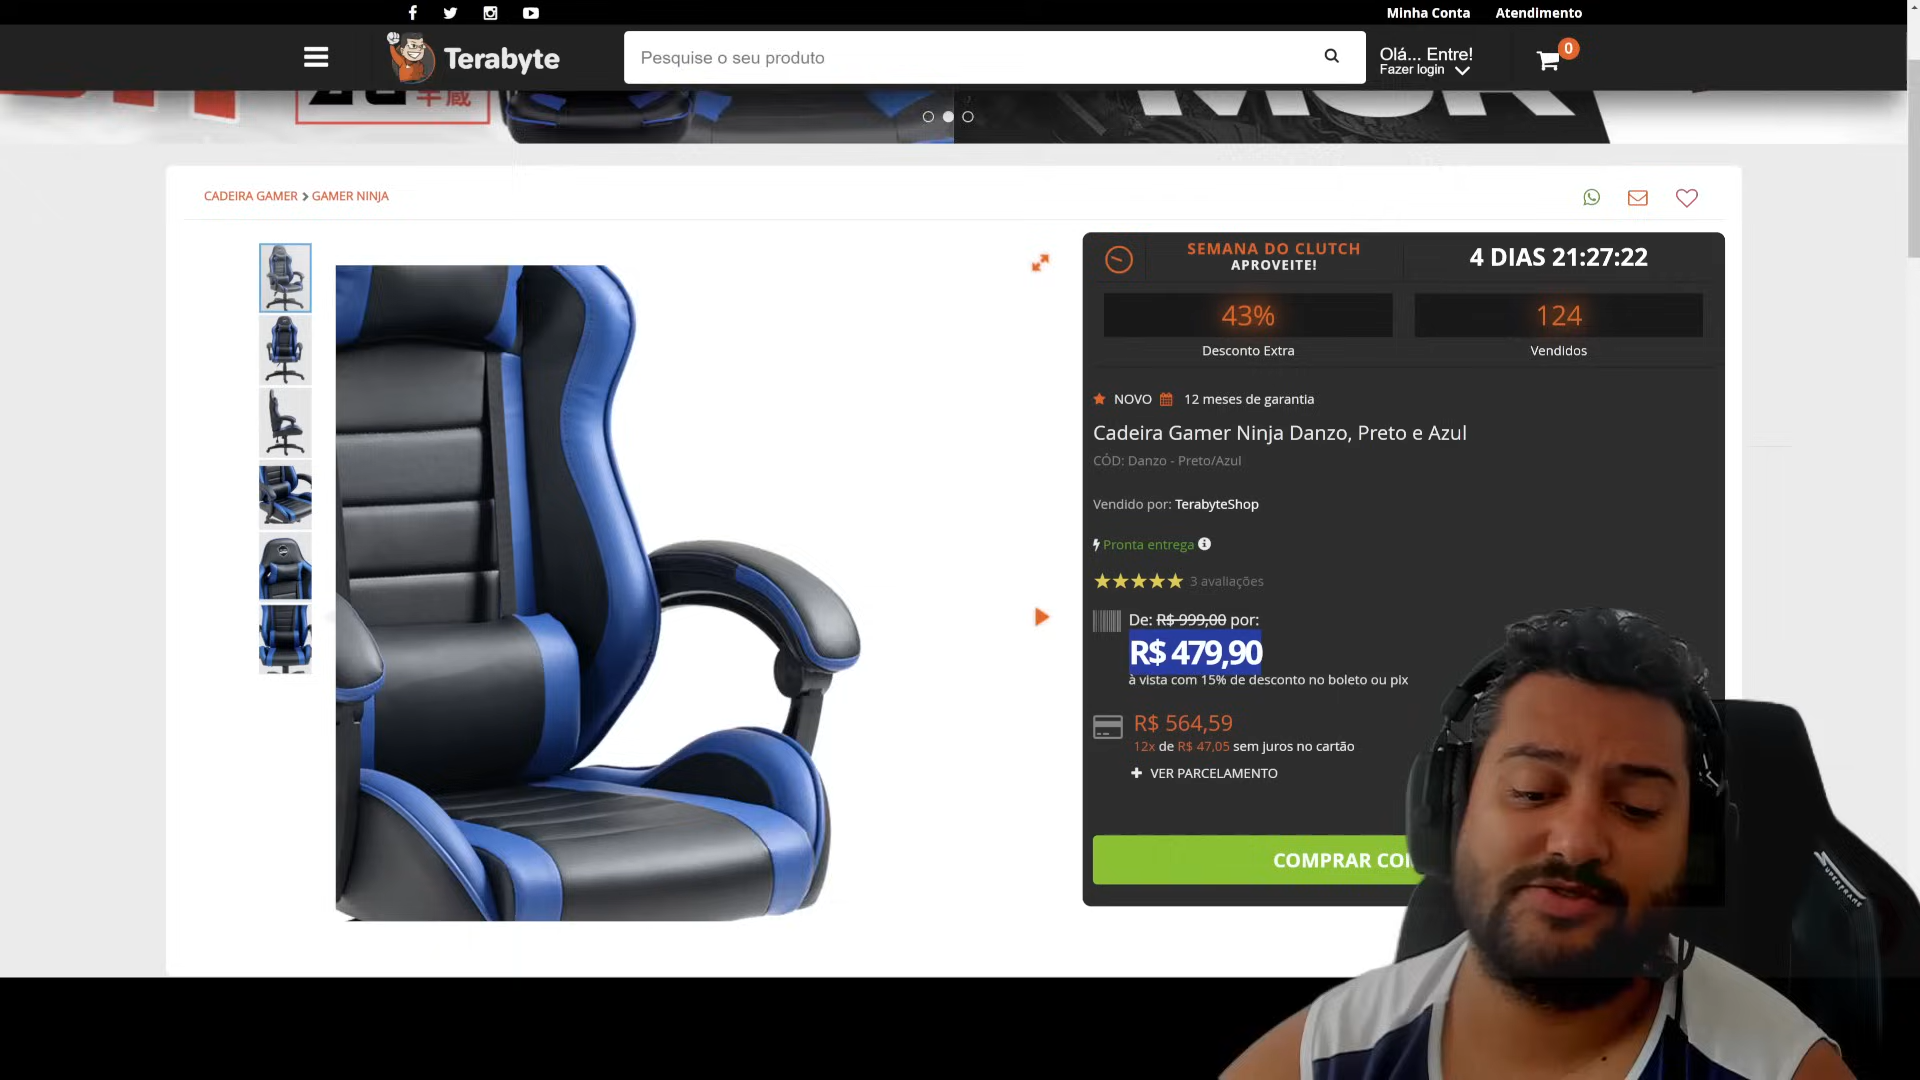 Minha Conta
Atendimento
Terabyte
Pesquise o seu produto
Olá... Entre!
Fazer login
0
CADEIRA GAMER > GAMER NINJA
SEMANA DO CLUTCH
APROVEITE!
4 DIAS 21:27:22
43%
Desconto Extra
124
Vendidos
NOVO
12 meses de garantia
Cadeira Gamer Ninja Danzo, Preto e Azul
CÓD: Danzo - Preto/Azul
Vendido por: TerabyteShop
Pronta entrega
3 avaliações
De: R$ 999,00 por:
R$ 479,90
à vista com 15% de desconto no boleto ou pix
R$ 564,59
12x de R$ 47,05 sem juros no cartão
+ VER PARCELAMENTO
COMPRAR
SUPERFRAME